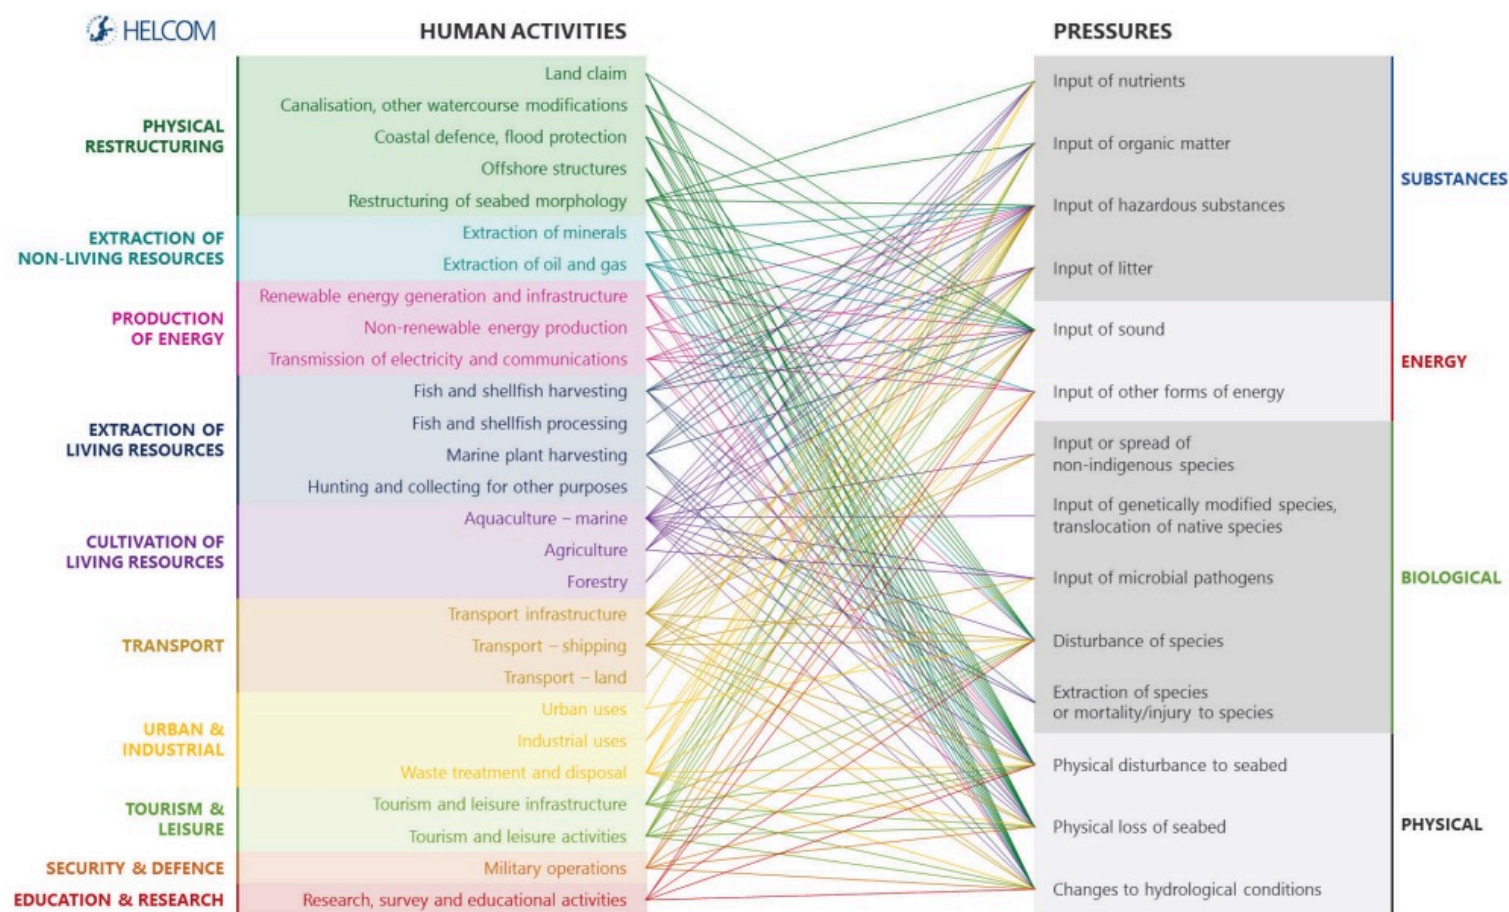 HELCOM
HUMAN ACTIVITIES
PHYSICAL
RESTRUCTURING
Land claim
Canalisation, other watercourse modifications
Coastal defence, flood protection
Offshore structures
Restructuring of seabed morphology
EXTRACTION OF
NON-LIVING RESOURCES
Extraction of minerals
Extraction of oil and gas
PRODUCTION
OF ENERGY
Renewable energy generation and infrastructure
Non-renewable energy production
Transmission of electricity and communications
EXTRACTION OF
LIVING RESOURCES
Fish and shellfish harvesting
Fish and shellfish processing
Marine plant harvesting
Hunting and collecting for other purposes
CULTIVATION OF
LIVING RESOURCES
Aquaculture – marine
Agriculture
Forestry
TRANSPORT
Transport infrastructure
Transport – shipping
Transport – land
URBAN &
INDUSTRIAL
Urban uses
Industrial uses
Waste treatment and disposal
TOURISM &
LEISURE
Tourism and leisure infrastructure
Tourism and leisure activities
SECURITY & DEFENCE
Military operations
EDUCATION & RESEARCH
Research, survey and educational activities
PRESSURES
Input of nutrients
Input of organic matter
Input of hazardous substances
Input of litter
SUBSTANCES
Input of sound
Input of other forms of energy
ENERGY
Input or spread of
non-indigenous species
Input of genetically modified species,
translocation of native species
Input of microbial pathogens
Disturbance of species
Extraction of species
or mortality/injury to species
BIOLOGICAL
Physical disturbance to seabed
Physical loss of seabed
Changes to hydrological conditions
PHYSICAL